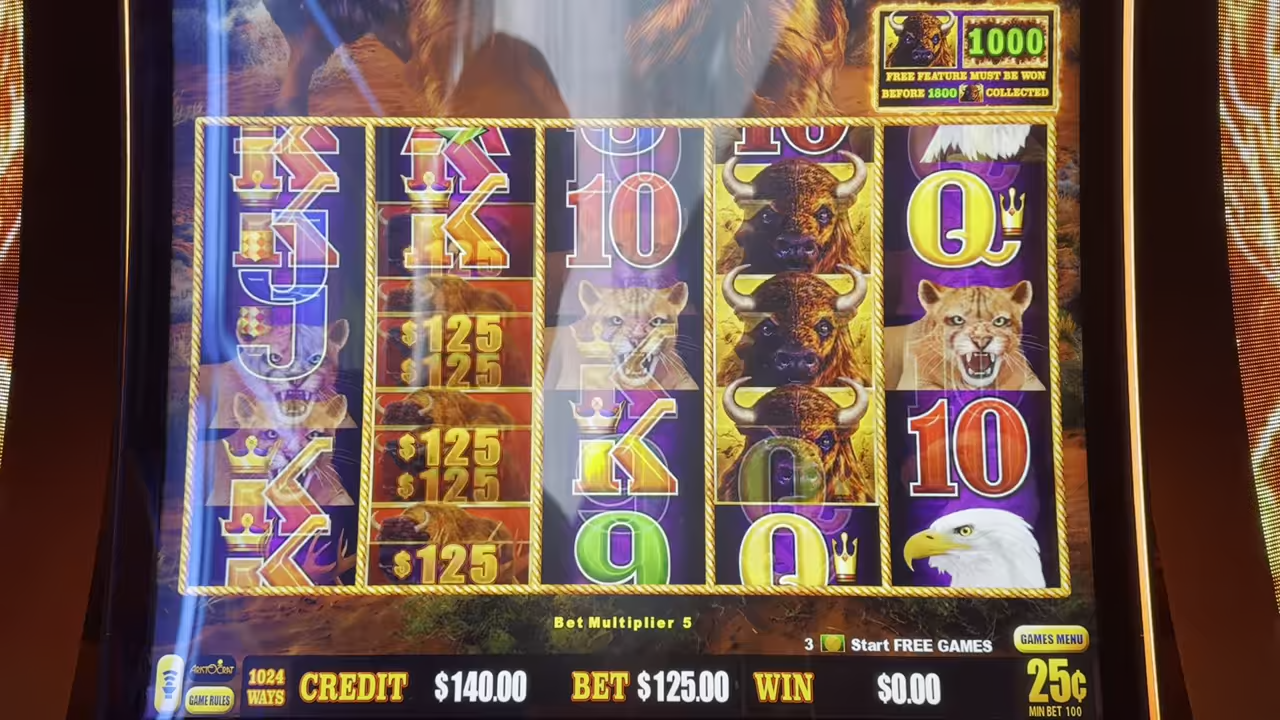 1000
FREE FEATURE MUST BE WON
BEFORE 1800 COLLECTED
K K 10
K K 10 Q
J $125
$125
$125
K $125 K 10
$125
K $125 9 Q
Bet Multiplier 5
3 Start FREE GAMES
GAMES MENU
ARISTOCRAT
GAME RULES
1024 WAYS
CREDIT $140.00 BET $125.00 WIN $0.00
25¢
MIN BET 100